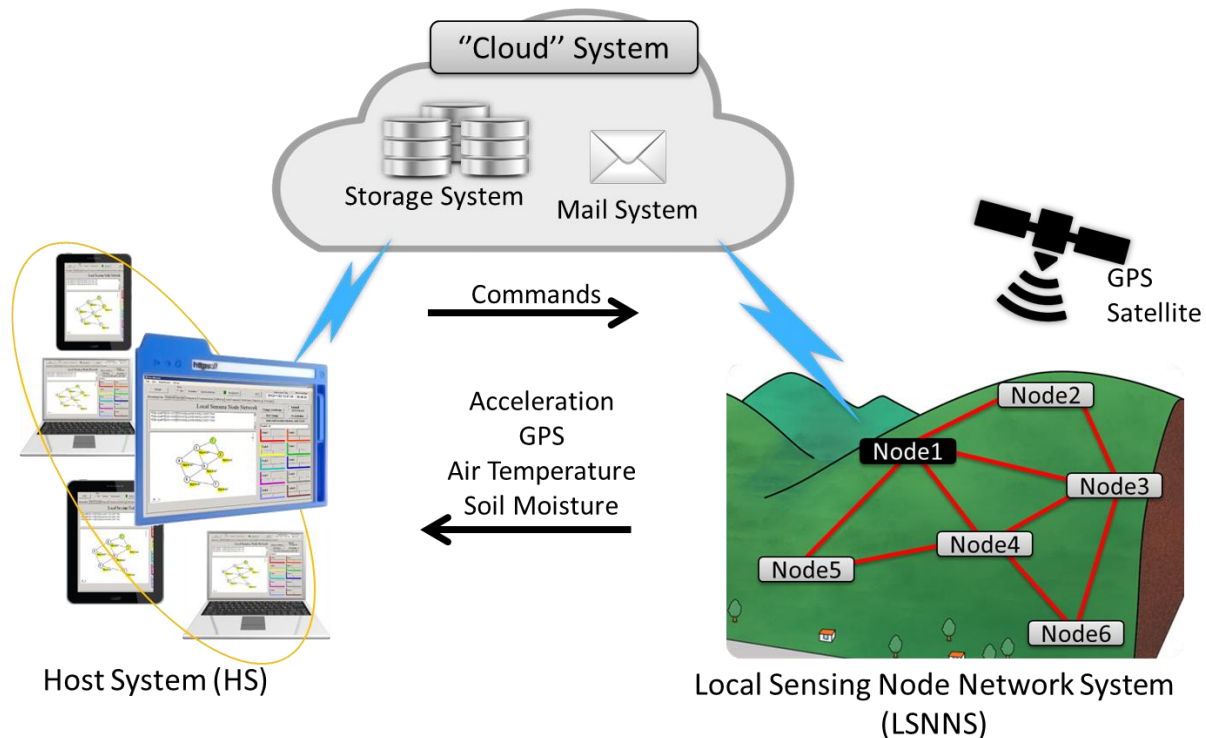 "Cloud" System
Storage System
Mail System
Commands
GPS
Satellite
Acceleration
GPS
Air Temperature
Soil Moisture
https://
Local Sensing Node Network
Node2
Node1
Node3
Node4
Node5
Node6
Host System (HS)
Local Sensing Node Network System
(LSNNS)